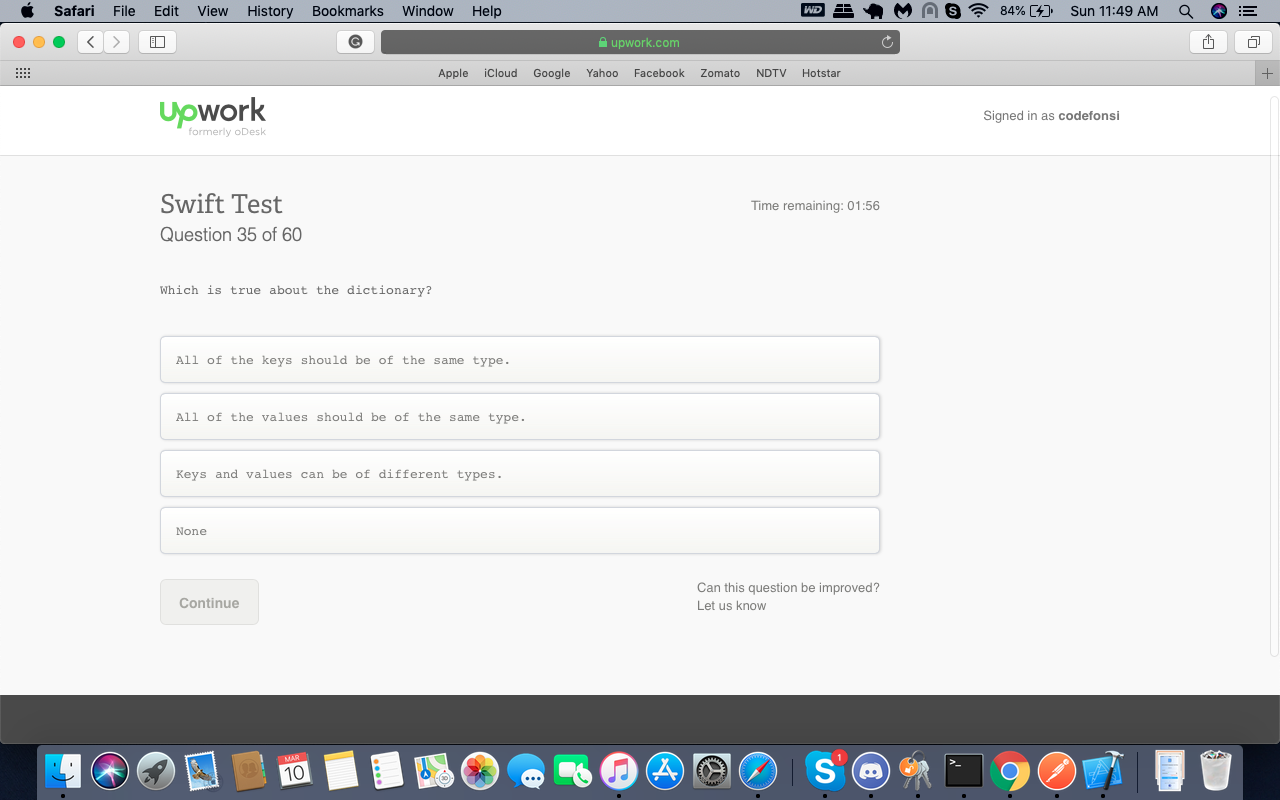 Safari File Edit View History Bookmarks Window Help WD S 84% Sun 11:49 AM
G upwork.com
Apple iCloud Google Yahoo Facebook Zomato NDTV Hotstar
upwork
formerly oDesk
Signed in as codefonsi
Swift Test
Time remaining: 01:56
Question 35 of 60
Which is true about the dictionary?
All of the keys should be of the same type.
All of the values should be of the same type.
Keys and values can be of different types.
None
Continue
Can this question be improved?
Let us know
MAR
10
S 1
>_